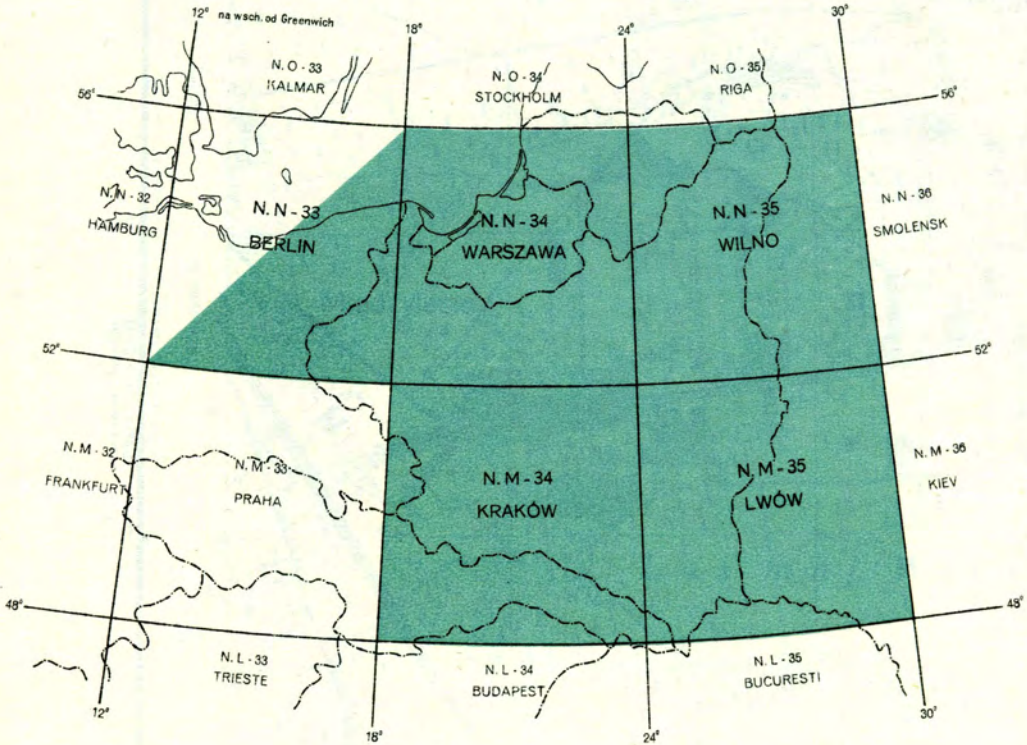 12° na wsch. od Greenwich
18°
24°
30°
N. O - 33
KALMAR
N. O - 34
STOCKHOLM
N. O - 35
RIGA
56°
56°
N. N - 32
HAMBURG
N. N - 33
BERLIN
N. N - 34
WARSZAWA
N. N - 35
WILNO
N. N - 36
SMOLENSK
52°
52°
N. M - 32
FRANKFURT
N. M - 33
PRAHA
N. M - 34
KRAKÓW
N. M - 35
LWÓW
N. M - 36
KIEV
48°
48°
N. L - 33
TRIESTE
N. L - 34
BUDAPEST
N. L - 35
BUCURESTI
12°
18°
24°
30°